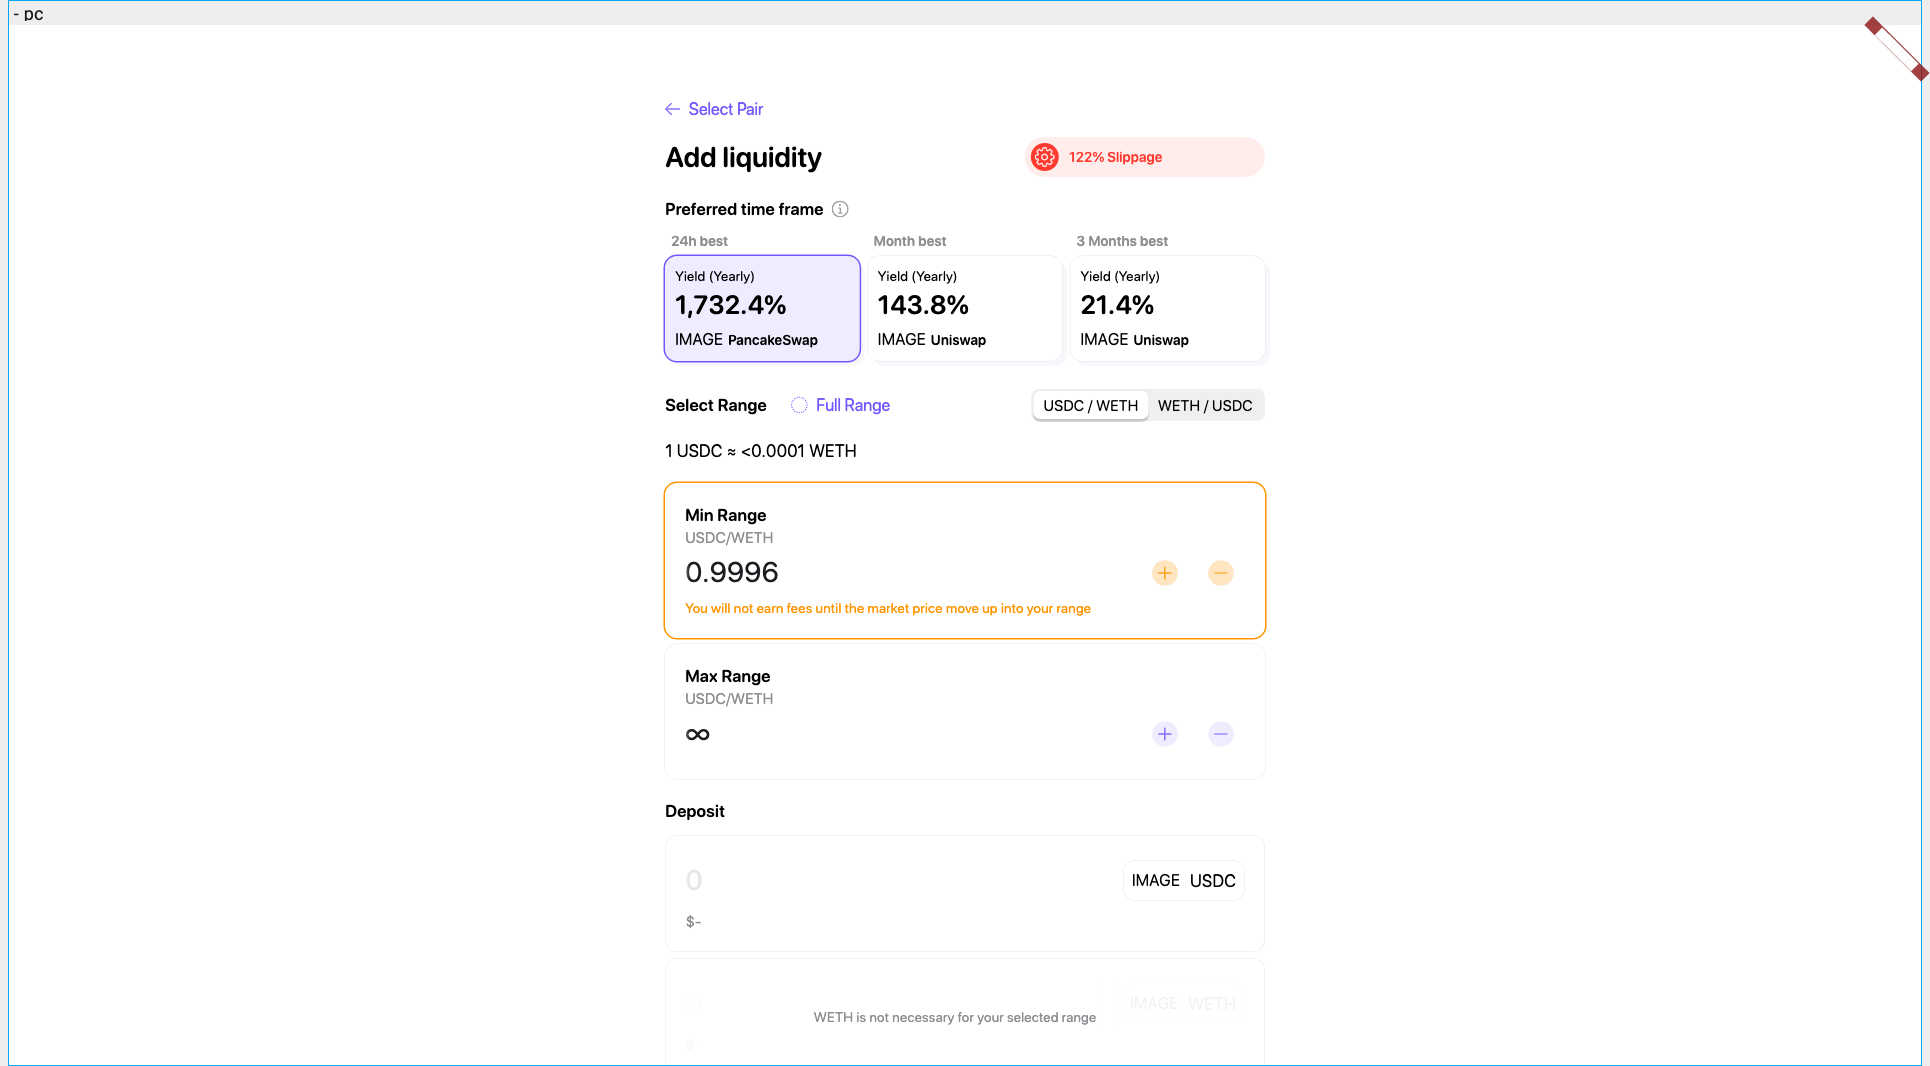 - pc
Select Pair
Add liquidity
122% Slippage
Preferred time frame
24h best
Month best
3 Months best
Yield (Yearly)
1,732.4%
IMAGE PancakeSwap
Yield (Yearly)
143.8%
IMAGE Uniswap
Yield (Yearly)
21.4%
IMAGE Uniswap
Select Range
Full Range
USDC / WETH
WETH / USDC
1 USDC ≈ <0.0001 WETH
Min Range
USDC/WETH
0.9996
You will not earn fees until the market price move up into your range
Max Range
USDC/WETH
∞
Deposit
0
IMAGE USDC
$-
0
IMAGE WETH
WETH is not necessary for your selected range
$-